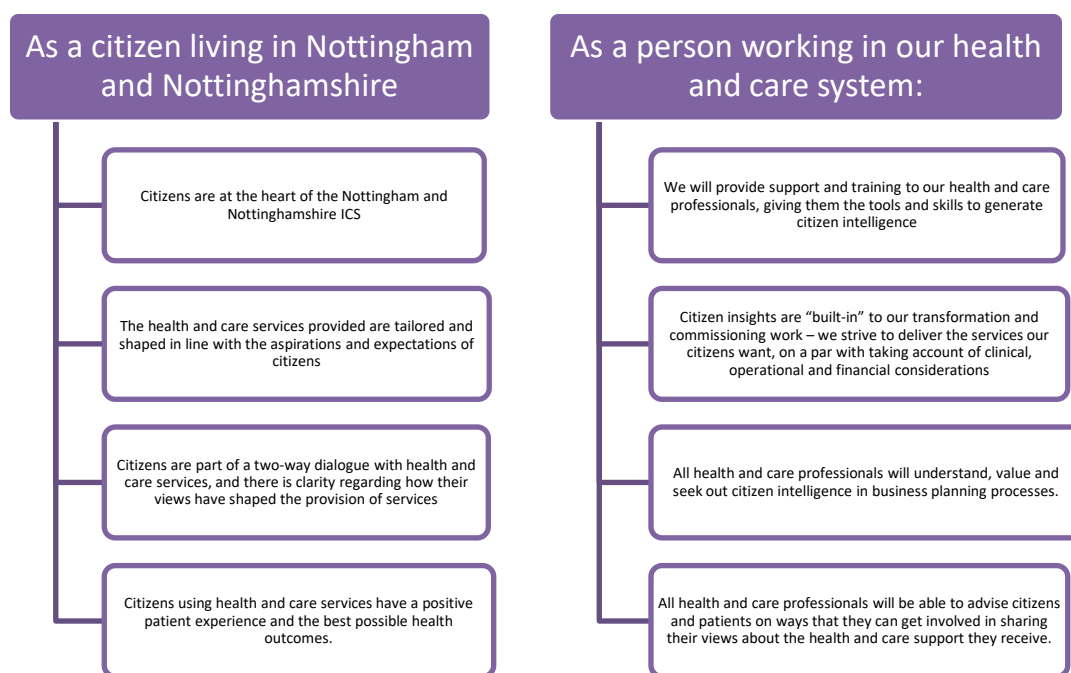 As a citizen living in Nottingham
and Nottinghamshire
Citizens are at the heart of the Nottingham and
Nottinghamshire ICS
The health and care services provided are tailored and
shaped in line with the aspirations and expectations of
citizens
Citizens are part of a two-way dialogue with health and
care services, and there is clarity regarding how their
views have shaped the provision of services
Citizens using health and care services have a positive
patient experience and the best possible health
outcomes.
As a person working in our health
and care system:
We will provide support and training to our health and care
professionals, giving them the tools and skills to generate
citizen intelligence
Citizen insights are “built-in” to our transformation and
commissioning work – we strive to deliver the services our
citizens want, on a par with taking account of clinical,
operational and financial considerations
All health and care professionals will understand, value and
seek out citizen intelligence in business planning processes.
All health and care professionals will be able to advise citizens
and patients on ways that they can get involved in sharing
their views about the health and care support they receive.